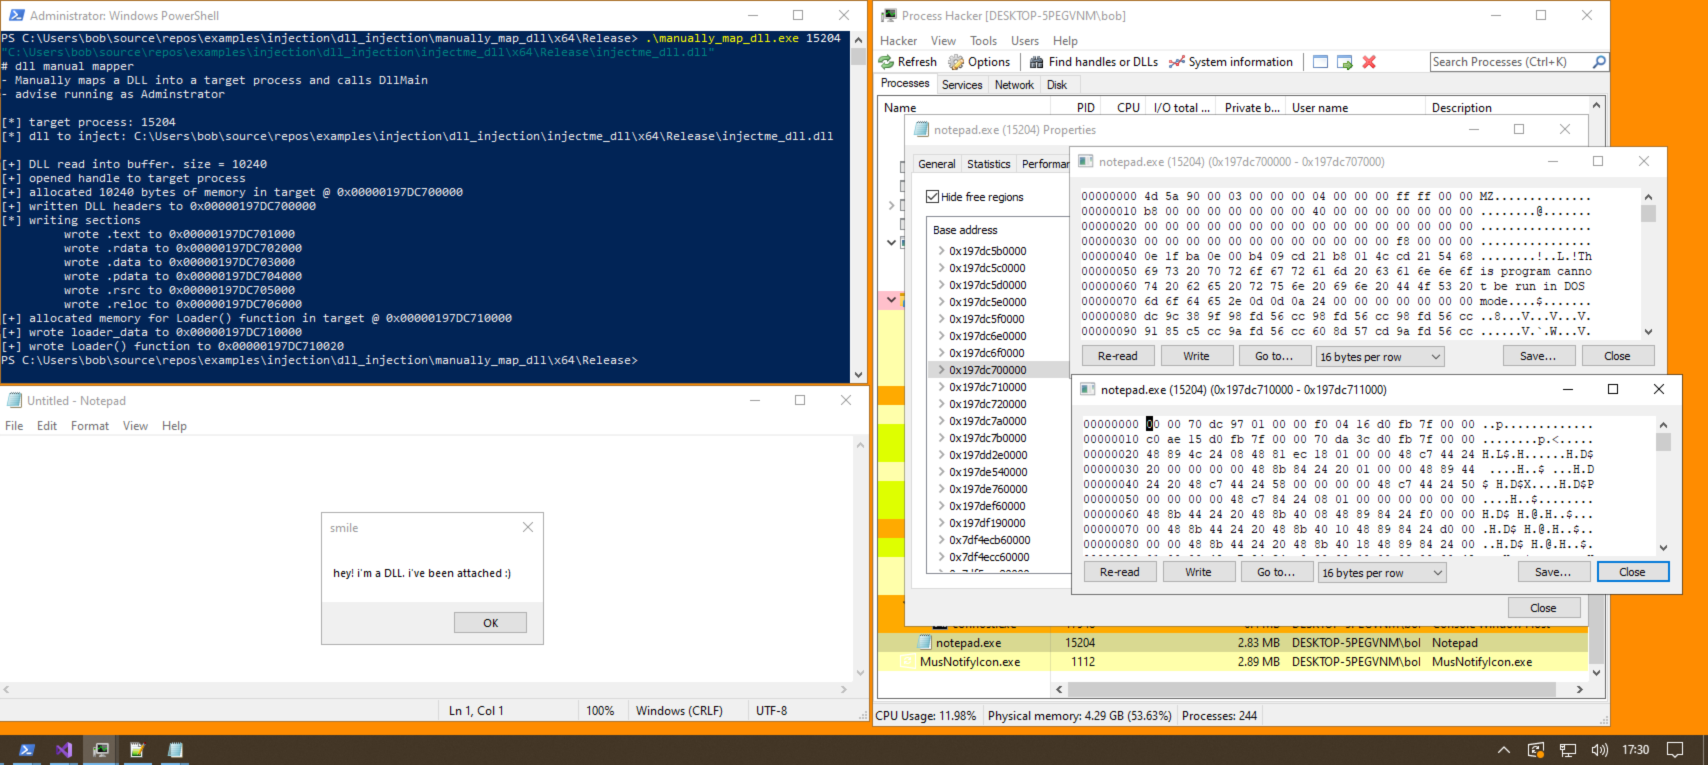 Administrator: Windows PowerShell
PS C:\Users\bob\source\repos\examples\injection\dll_injection\manually_map_dll\x64\Release> .\manually_map_dll.exe 15204
"C:\Users\bob\source\repos\examples\injection\dll_injection\injectme_dll\x64\Release\injectme_dll.dll"
# dll manual mapper
- Manually maps a DLL into a target process and calls DllMain
- advise running as Adminstrator
[*] target process: 15204
[*] dll to inject: C:\Users\bob\source\repos\examples\injection\dll_injection\injectme_dll\x64\Release\injectme_dll.dll
[+] DLL read into buffer. size = 10240
[+] opened handle to target process
[+] allocated 10240 bytes of memory in target @ 0x00000197DC700000
[+] written DLL headers to 0x00000197DC700000
[*] writing sections
wrote .text to 0x00000197DC701000
wrote .rdata to 0x00000197DC702000
wrote .data to 0x00000197DC703000
wrote .pdata to 0x00000197DC704000
wrote .rsrc to 0x00000197DC705000
wrote .reloc to 0x00000197DC706000
[+] allocated memory for Loader() function in target @ 0x00000197DC710000
[+] wrote loader_data to 0x00000197DC710000
[+] wrote Loader() function to 0x00000197DC710020
PS C:\Users\bob\source\repos\examples\injection\dll_injection\manually_map_dll\x64\Release>
Untitled - Notepad
File Edit Format View Help
smile
hey! i'm a DLL. i've been attached :)
OK
Ln 1, Col 1 100% Windows (CRLF) UTF-8
Process Hacker [DESKTOP-5PEGVNM\bob]
Hacker View Tools Users Help
Refresh Options Find handles or DLLs System information Search Processes (Ctrl+K)
Processes Services Network Disk
Name PID CPU I/O total ... Private b... User name Description
notepad.exe (15204) Properties
General Statistics Performan
Hide free regions
Base address
0x197dc5b0000
0x197dc5c0000
0x197dc5d0000
0x197dc5e0000
0x197dc5f0000
0x197dc6e0000
0x197dc6f0000
0x197dc700000
0x197dc710000
0x197dc720000
0x197dc7a0000
0x197dc7b0000
0x197dd2e0000
0x197de540000
0x197de760000
0x197def60000
0x197df190000
0x7df4ecb60000
0x7df4ecc60000
notepad.exe (15204) (0x197dc700000 - 0x197dc707000)
00000000 4d 5a 90 00 03 00 00 00 04 00 00 00 ff ff 00 00 MZ..............
00000010 b8 00 00 00 00 00 00 00 40 00 00 00 00 00 00 00 ........@.......
00000020 00 00 00 00 00 00 00 00 00 00 00 00 00 00 00 00 ................
00000030 00 00 00 00 00 00 00 00 00 00 00 00 f8 00 00 00 ................
00000040 0e 1f ba 0e 00 b4 09 cd 21 b8 01 4c cd 21 54 68 ........!..L.!Th
00000050 69 73 20 70 72 6f 67 72 61 6d 20 63 61 6e 6e 6f is program canno
00000060 74 20 62 65 20 72 75 6e 20 69 6e 20 44 4f 53 20 t be run in DOS
00000070 6d 6f 64 65 2e 0d 0d 0a 24 00 00 00 00 00 00 00 mode....$.......
00000080 dc 9c 38 9f 98 fd 56 cc 98 fd 56 cc 98 fd 56 cc ..8...V...V...V.
00000090 91 85 c5 cc 9a fd 56 cc 60 8d 57 cd 9a fd 56 cc ......V.`.W...V.
Re-read Write Go to... 16 bytes per row Save... Close
notepad.exe (15204) (0x197dc710000 - 0x197dc711000)
00000000 00 00 70 dc 97 01 00 00 f0 04 16 d0 fb 7f 00 00 ..p.............
00000010 c0 ae 15 d0 fb 7f 00 00 70 da 3c d0 fb 7f 00 00 ........p.<.....
00000020 48 89 4c 24 08 48 81 ec 18 01 00 00 48 c7 44 24 H.L$.H......H.D$
00000030 20 00 00 00 00 48 8b 84 24 20 01 00 00 48 89 44 ....H..$ ...H.D
00000040 24 20 48 c7 44 24 58 00 00 00 00 48 c7 44 24 50 $ H.D$X....H.D$P
00000050 00 00 00 00 48 c7 84 24 08 01 00 00 00 00 00 00 ....H..$........
00000060 48 8b 44 24 20 48 8b 40 08 48 89 84 24 f0 00 00 H.D$ H.@.H..$...
00000070 00 48 8b 44 24 20 48 8b 40 10 48 89 84 24 d0 00 .H.D$ H.@.H..$..
00000080 00 00 48 8b 44 24 20 48 8b 40 18 48 89 84 24 00 ..H.D$ H.@.H..$.
Re-read Write Go to... 16 bytes per row Save... Close
Close
notepad.exe 15204 2.83 MB DESKTOP-5PEGVNM\bol Notepad
MusNotifyIcon.exe 1112 2.89 MB DESKTOP-5PEGVNM\bol MusNotifyIcon.exe
CPU Usage: 11.98% Physical memory: 4.29 GB (53.63%) Processes: 244
17:30